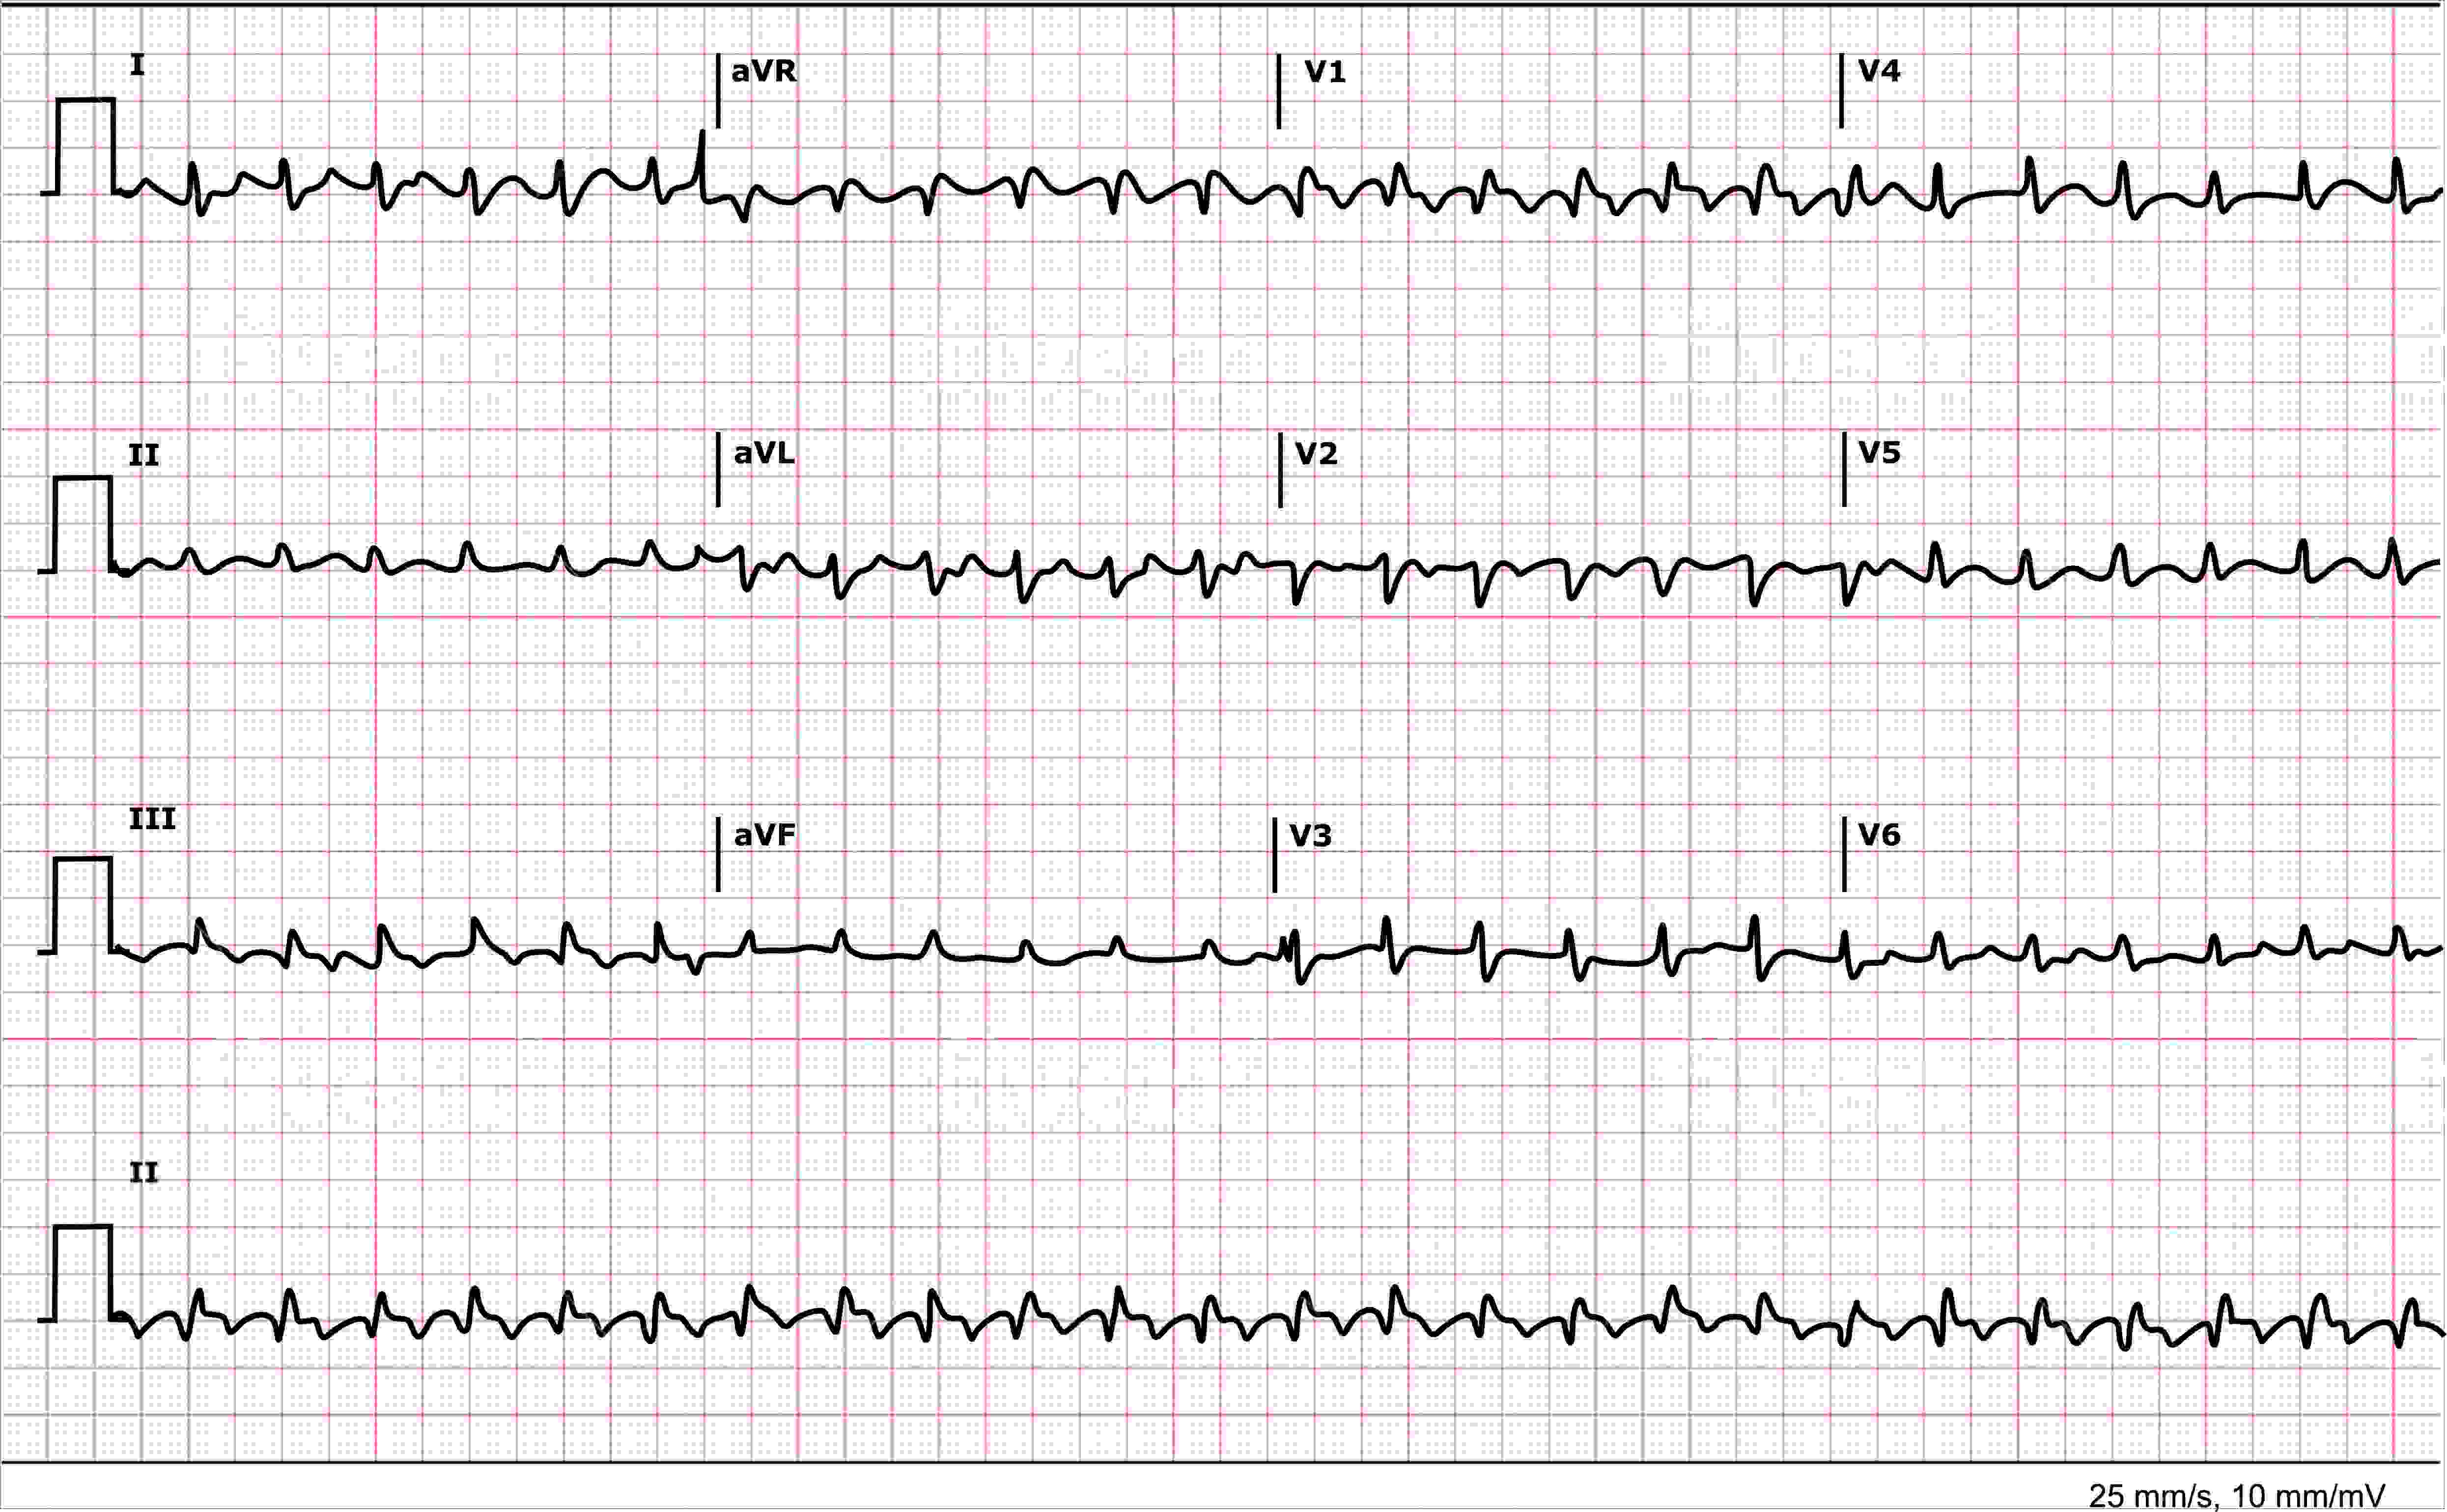 I aVR V1 V4
II aVL V2 V5
III aVF V3 V6
II
25 mm/s, 10 mm/mV